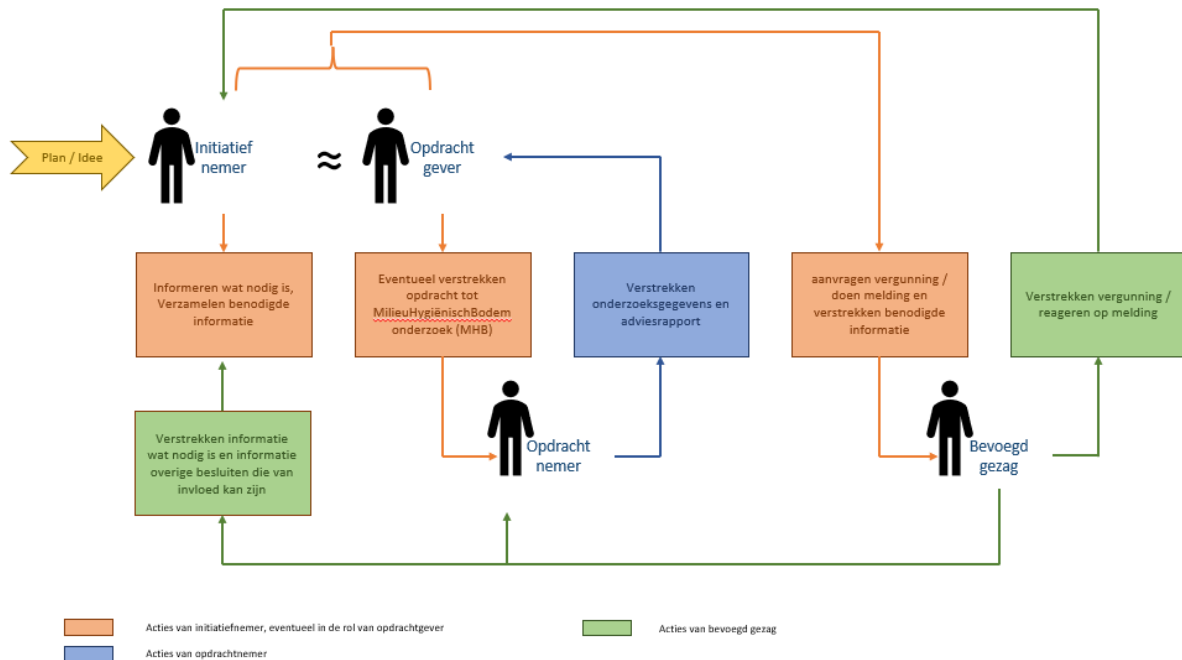 Plan / Idee
Initiatief
nemer
≈
Opdracht
gever
Informeren wat nodig is,
Verzamelen benodigde
informatie
Eventueel verstrekken
opdracht tot
MilieuHygiënischBodem
onderzoek (MHB)
Verstrekken
onderzoeksgegevens en
adviesrapport
aanvragen vergunning /
doen melding en
verstrekken benodigde
informatie
Verstrekken vergunning /
reageren op melding
Verstrekken informatie
wat nodig is en informatie
overige besluiten die van
invloed kan zijn
Opdracht
nemer
Bevoegd
gezag
Acties van initiatiefnemer, eventueel in de rol van opdrachtgever
Acties van bevoegd gezag
Acties van opdrachtnemer